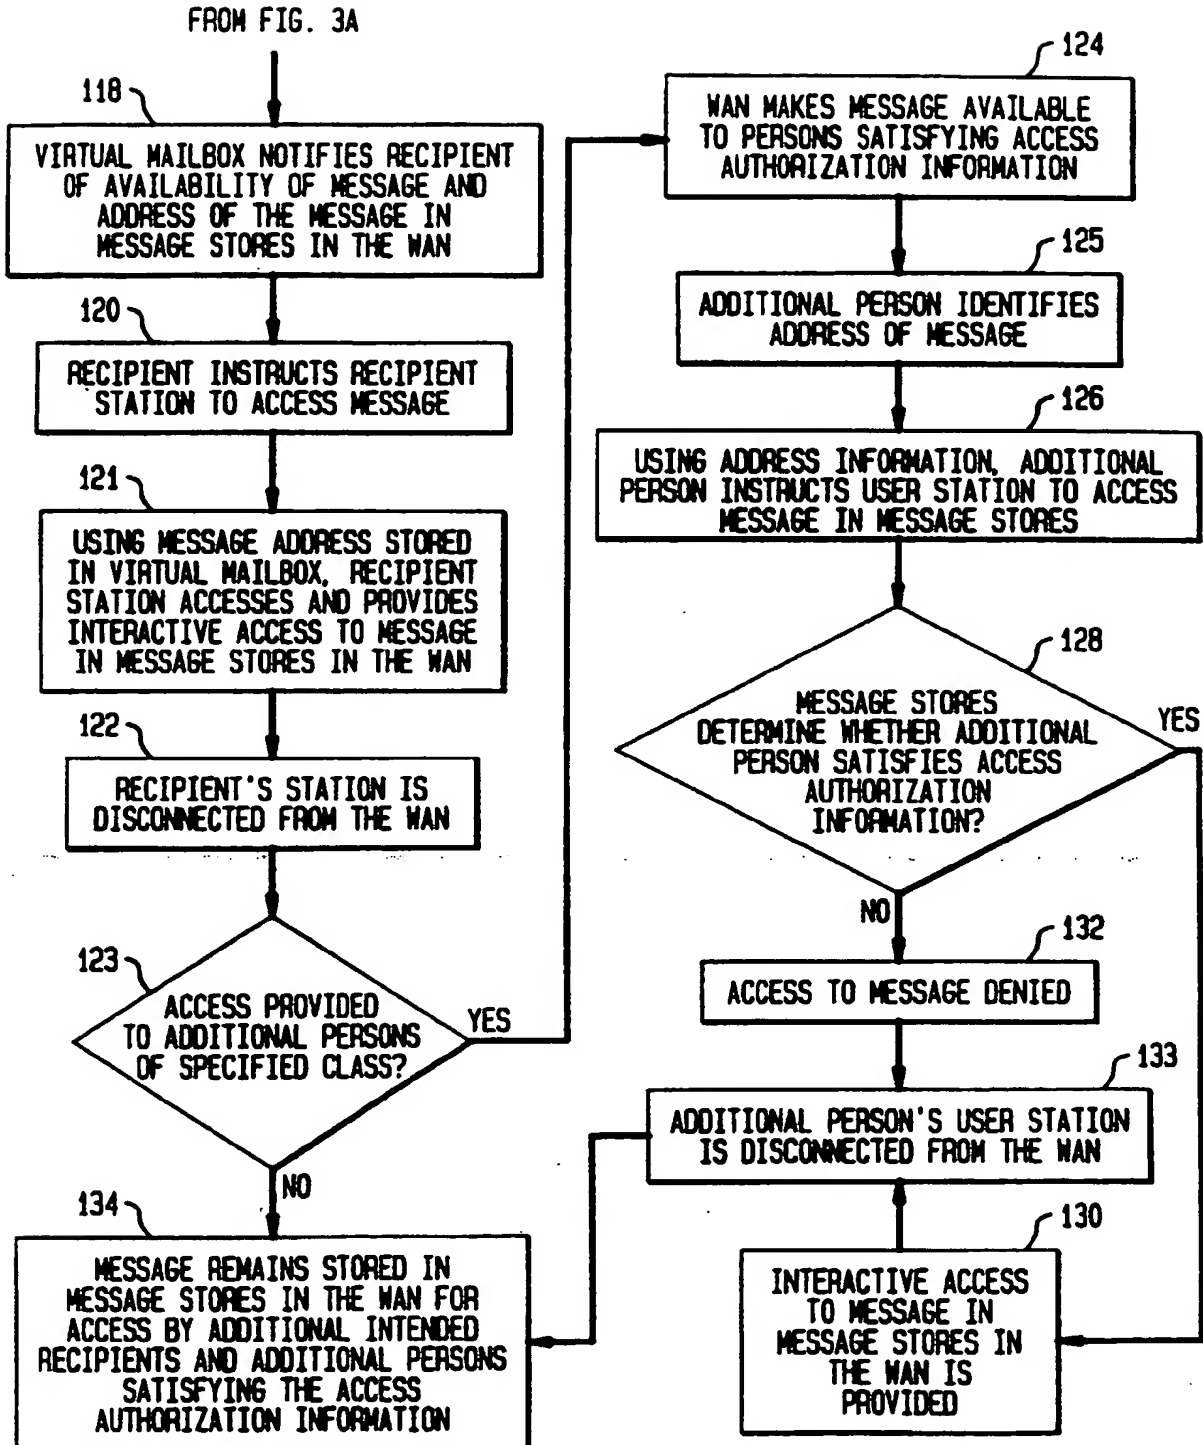 FROM FIG. 3A
118
VIRTUAL MAILBOX NOTIFIES RECIPIENT
OF AVAILABILITY OF MESSAGE AND
ADDRESS OF THE MESSAGE IN
MESSAGE STORES IN THE WAN
120
RECIPIENT INSTRUCTS RECIPIENT
STATION TO ACCESS MESSAGE
121
USING MESSAGE ADDRESS STORED
IN VIRTUAL MAILBOX, RECIPIENT
STATION ACCESSES AND PROVIDES
INTERACTIVE ACCESS TO MESSAGE
IN MESSAGE STORES IN THE WAN
122
RECIPIENT'S STATION IS
DISCONNECTED FROM THE WAN
123
ACCESS PROVIDED
TO ADDITIONAL PERSONS
OF SPECIFIED CLASS?
YES
NO
134
MESSAGE REMAINS STORED IN
MESSAGE STORES IN THE WAN FOR
ACCESS BY ADDITIONAL INTENDED
RECIPIENTS AND ADDITIONAL PERSONS
SATISFYING THE ACCESS
AUTHORIZATION INFORMATION
124
WAN MAKES MESSAGE AVAILABLE
TO PERSONS SATISFYING ACCESS
AUTHORIZATION INFORMATION
125
ADDITIONAL PERSON IDENTIFIES
ADDRESS OF MESSAGE
126
USING ADDRESS INFORMATION, ADDITIONAL
PERSON INSTRUCTS USER STATION TO ACCESS
MESSAGE IN MESSAGE STORES
128
MESSAGE STORES
DETERMINE WHETHER ADDITIONAL
PERSON SATISFIES ACCESS
AUTHORIZATION
INFORMATION?
YES
NO
132
ACCESS TO MESSAGE DENIED
133
ADDITIONAL PERSON'S USER STATION
IS DISCONNECTED FROM THE WAN
130
INTERACTIVE ACCESS
TO MESSAGE IN
MESSAGE STORES IN
THE WAN IS
PROVIDED